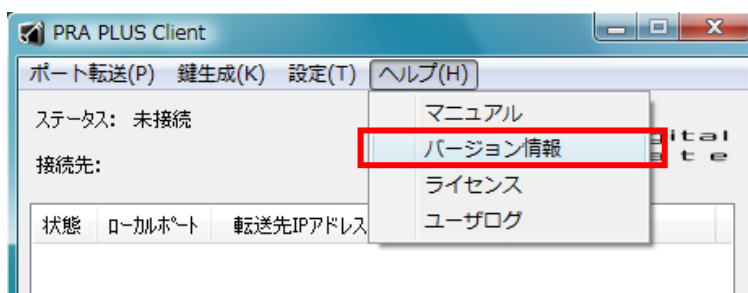 PRA PLUS Client
ポート転送(P) 鍵生成(K) 設定(T) ヘルプ(H)
ステータス: 未接続
接続先:
マニュアル
バージョン情報
ライセンス
ユーザログ
状態 ローカルポート 転送先IPアドレス